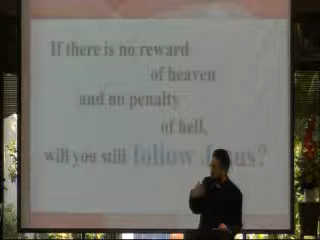 If there is no reward
of heaven
and no penalty
of hell,
will you still follow Jesus?